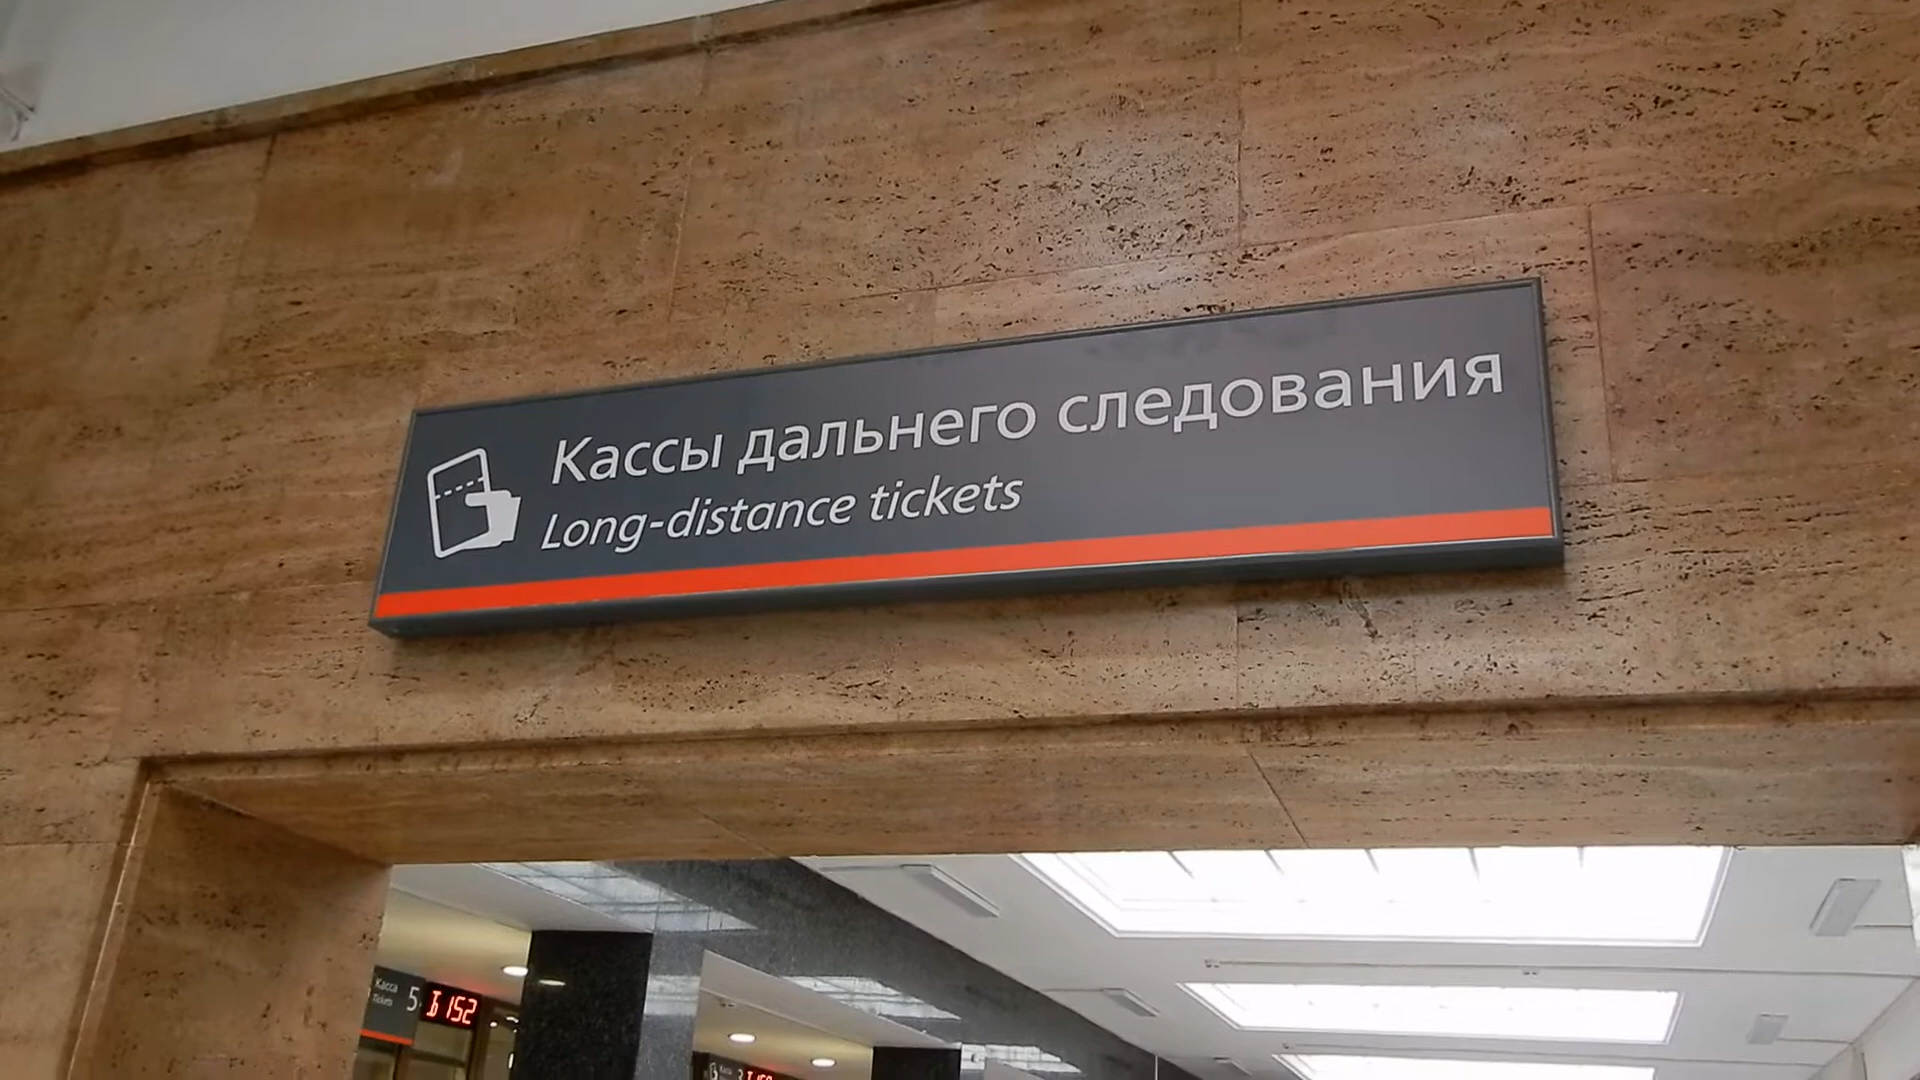 Кассы дальнего следования
Long-distance tickets
Касса
Tickets
5
152